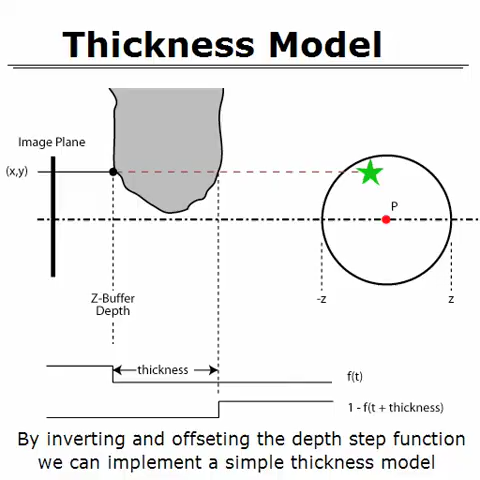 Thickness Model
Image Plane
(x,y)
P
Z-Buffer
Depth
-z
z
thickness
f(t)
1 - f(t + thickness)
By inverting and offseting the depth step function
we can implement a simple thickness model